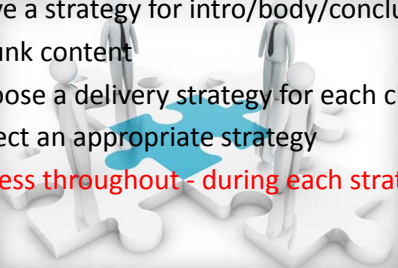 ve a strategy for intro/body/conclu
unk content
oose a delivery strategy for each c
ect an appropriate strategy
ess throughout - during each strat